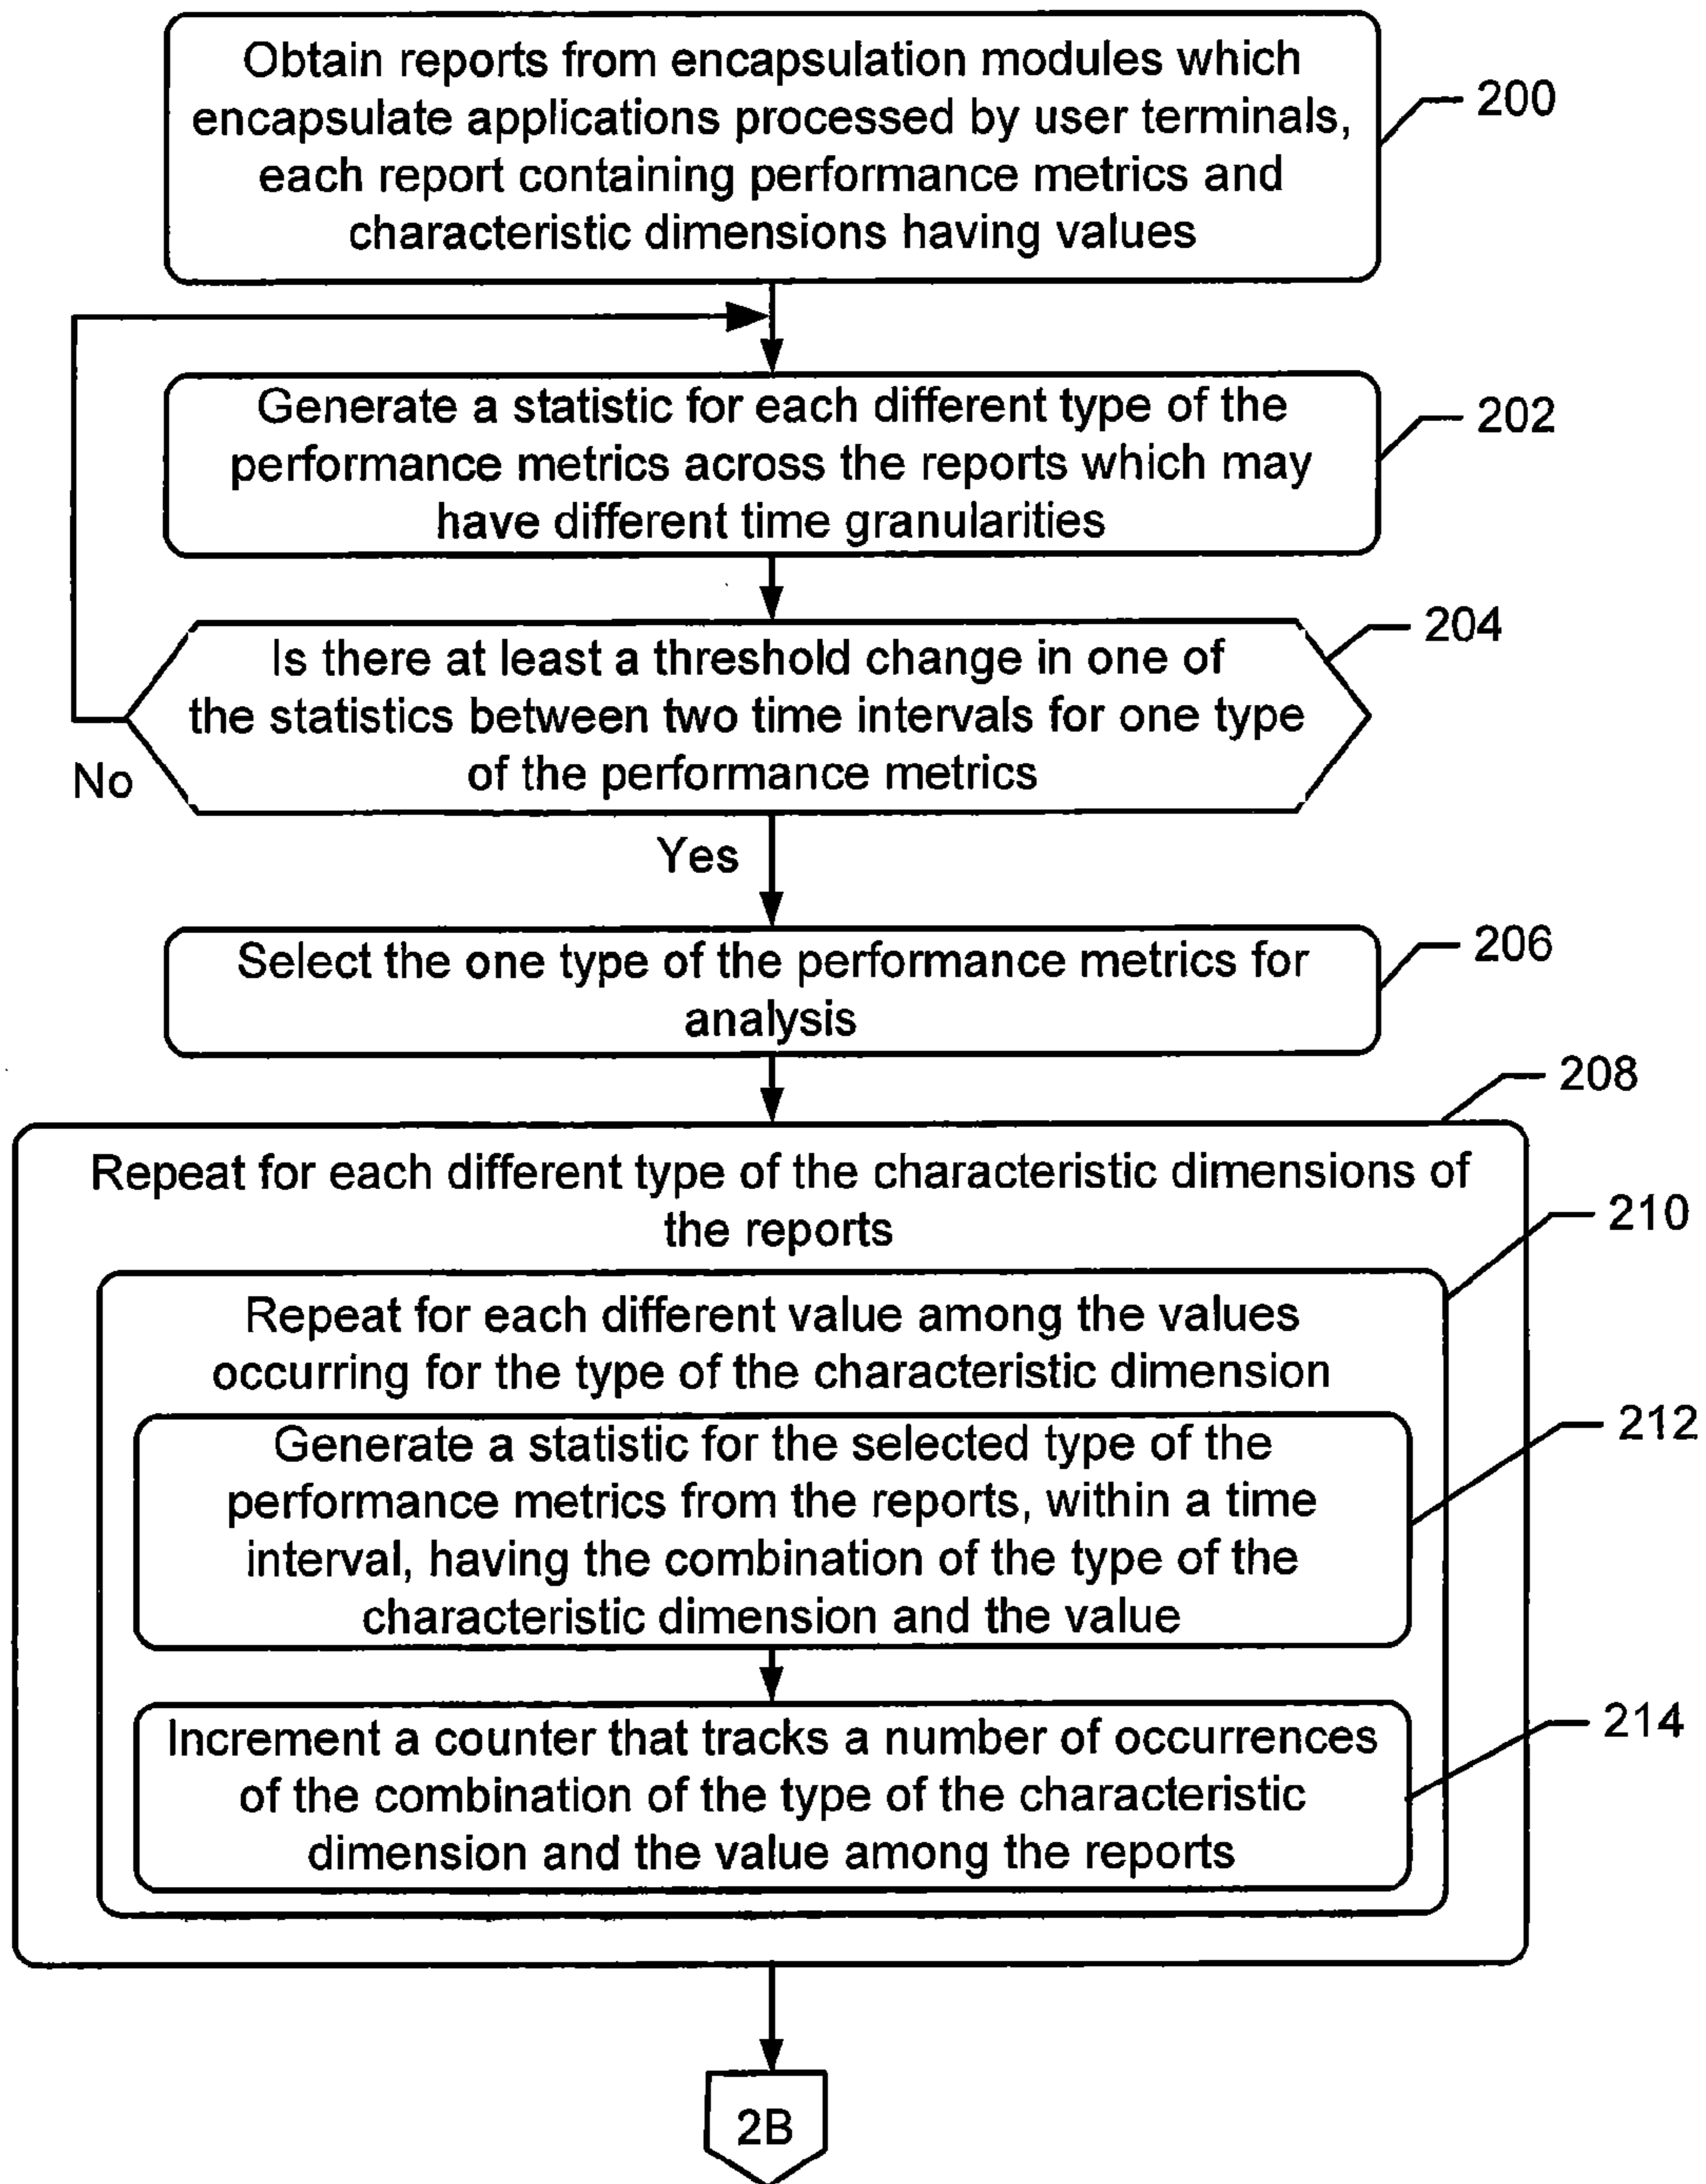 Obtain reports from encapsulation modules which
encapsulate applications processed by user terminals,
each report containing performance metrics and
characteristic dimensions having values
200
Generate a statistic for each different type of the
performance metrics across the reports which may
have different time granularities
202
Is there at least a threshold change in one of
the statistics between two time intervals for one type
of the performance metrics
204
No
Yes
Select the one type of the performance metrics for
analysis
206
208
Repeat for each different type of the characteristic dimensions of
the reports
210
Repeat for each different value among the values
occurring for the type of the characteristic dimension
212
Generate a statistic for the selected type of the
performance metrics from the reports, within a time
interval, having the combination of the type of the
characteristic dimension and the value
214
Increment a counter that tracks a number of occurrences
of the combination of the type of the characteristic
dimension and the value among the reports
2B